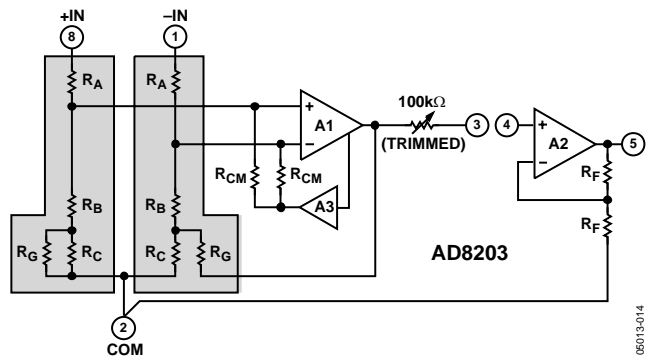 +IN
–IN
8
1
RA
RA
100kΩ
+
A1
–
3
4
+
A2
–
5
(TRIMMED)
RCM
RCM
RF
A3
RB
RB
RF
RG
RC
RC
RG
AD8203
2
COM
05013-014